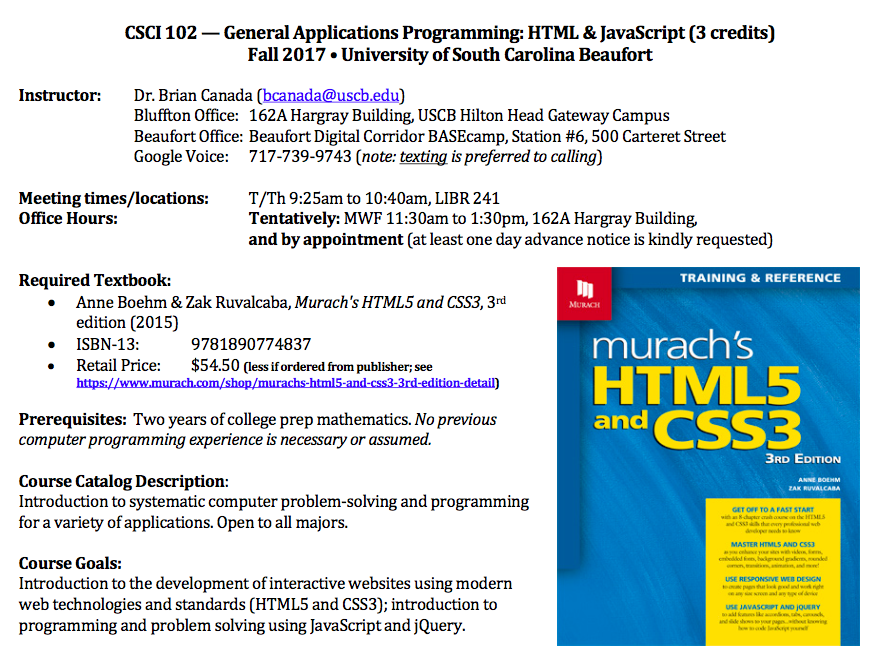 CSCI 102 — General Applications Programming: HTML & JavaScript (3 credits)
Fall 2017 • University of South Carolina Beaufort
Instructor: Dr. Brian Canada (bcanada@uscb.edu)
Bluffton Office: 162A Hargray Building, USCB Hilton Head Gateway Campus
Beaufort Office: Beaufort Digital Corridor BASEcamp, Station #6, 500 Carteret Street
Google Voice: 717-739-9743 (note: texting is preferred to calling)
Meeting times/locations: T/Th 9:25am to 10:40am, LIBR 241
Office Hours: Tentatively: MWF 11:30am to 1:30pm, 162A Hargray Building,
and by appointment (at least one day advance notice is kindly requested)
Required Textbook:
• Anne Boehm & Zak Ruvalcaba, Murach's HTML5 and CSS3, 3rd
edition (2015)
• ISBN-13: 9781890774837
• Retail Price: $54.50 (less if ordered from publisher; see
https://www.murach.com/shop/murachs-html5-and-css3-3rd-edition-detail)
Prerequisites: Two years of college prep mathematics. No previous
computer programming experience is necessary or assumed.
Course Catalog Description:
Introduction to systematic computer problem-solving and programming
for a variety of applications. Open to all majors.
Course Goals:
Introduction to the development of interactive websites using modern
web technologies and standards (HTML5 and CSS3); introduction to
programming and problem solving using JavaScript and jQuery.
TRAINING & REFERENCE
MURACH
murach's
HTML5
and CSS3
3RD EDITION
ANNE BOEHM
ZAK RUVALCABA
GET OFF TO A FAST START
with an 8-chapter crash course on the HTML5
and CSS3 skills that every professional web
developer needs to know
MASTER HTML5 AND CSS3
as you enhance your sites with videos, forms,
embedded fonts, background gradients, rounded
corners, transitions, animation, and more!
USE RESPONSIVE WEB DESIGN
to create pages that look good and work right
on any size screen and any type of device
USE JAVASCRIPT AND JQUERY
to add features like accordions, tabs, carousels,
and slide shows to your pages...without knowing
how to code JavaScript yourself